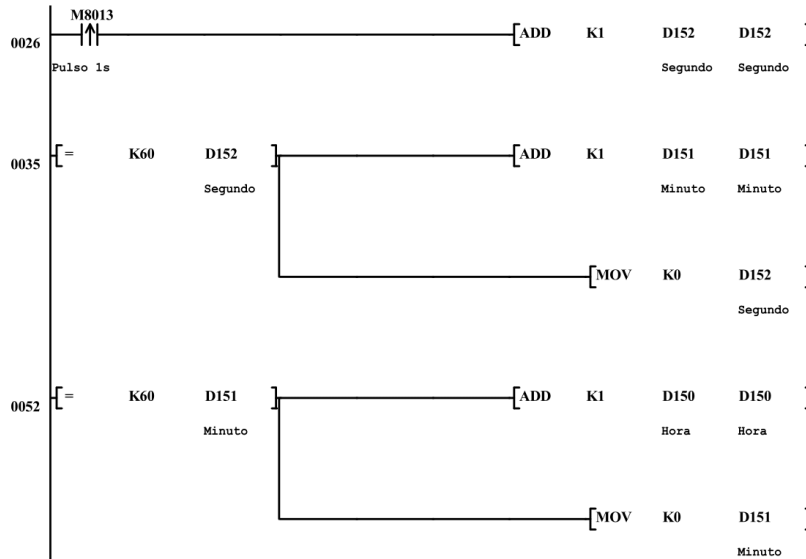 M8013
0026 ADD K1 D152 D152
Pulso 1s Segundo Segundo
0035 = K60 D152 ADD K1 D151 D151
Segundo Minuto Minuto
MOV K0 D152
Segundo
0052 = K60 D151 ADD K1 D150 D150
Minuto Hora Hora
MOV K0 D151
Minuto